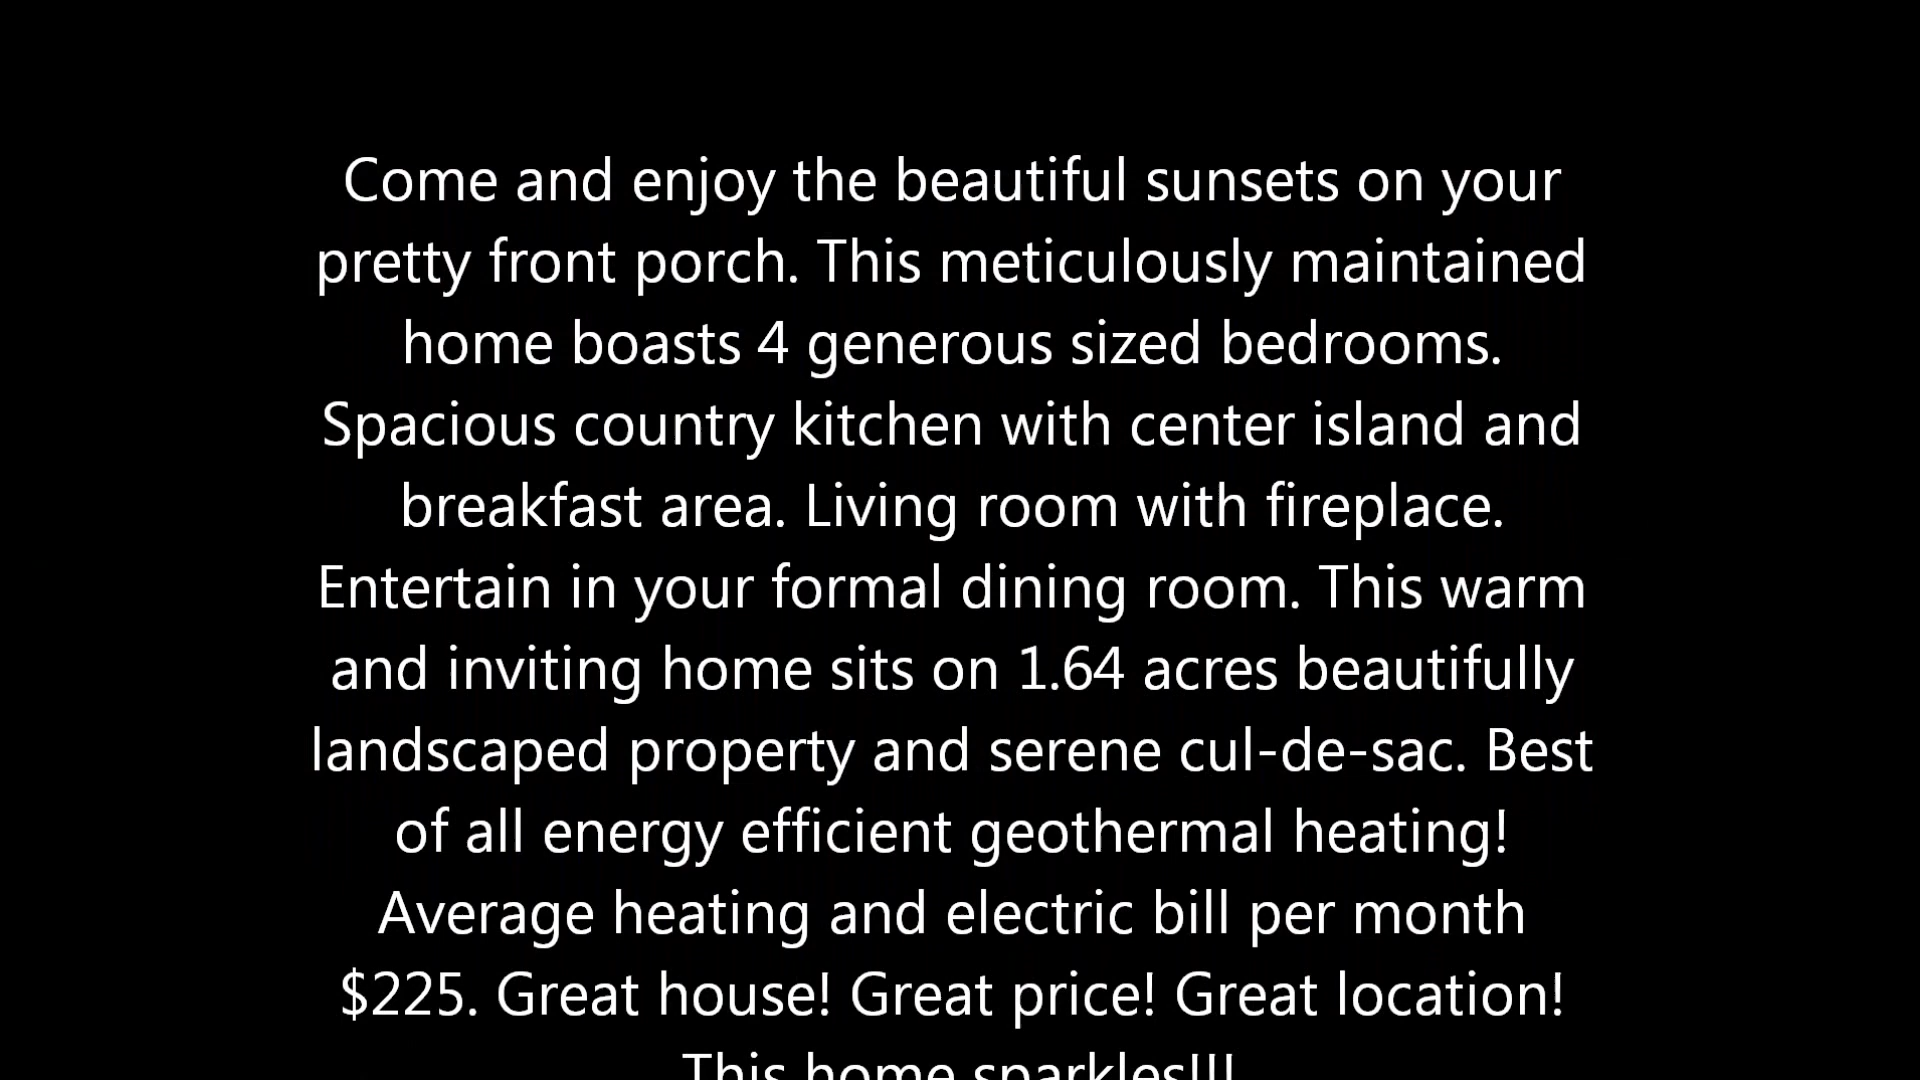 Come and enjoy the beautiful sunsets on your
pretty front porch. This meticulously maintained
home boasts 4 generous sized bedrooms.
Spacious country kitchen with center island and
breakfast area. Living room with fireplace.
Entertain in your formal dining room. This warm
and inviting home sits on 1.64 acres beautifully
landscaped property and serene cul-de-sac. Best
of all energy efficient geothermal heating!
Average heating and electric bill per month
$225. Great house! Great price! Great location!
This home sparkles!!!